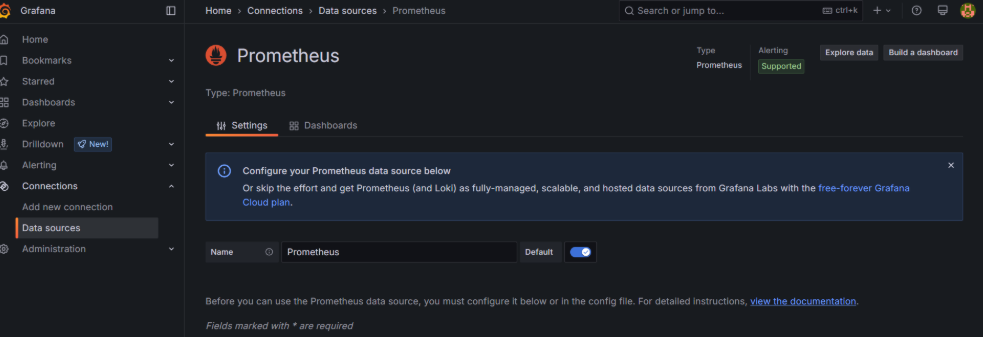 Grafana
Home › Connections › Data sources › Prometheus
Search or jump to...
ctrl+k
Home
Bookmarks
Starred
Dashboards
Explore
Drilldown New!
Alerting
Connections
Add new connection
Data sources
Administration
Prometheus
Type
Prometheus
Alerting
Supported
Explore data
Build a dashboard
Type: Prometheus
Settings
Dashboards
Configure your Prometheus data source below
Or skip the effort and get Prometheus (and Loki) as fully-managed, scalable, and hosted data sources from Grafana Labs with the free-forever Grafana
Cloud plan.
Name
Prometheus
Default
Before you can use the Prometheus data source, you must configure it below or in the config file. For detailed instructions, view the documentation.
Fields marked with * are required